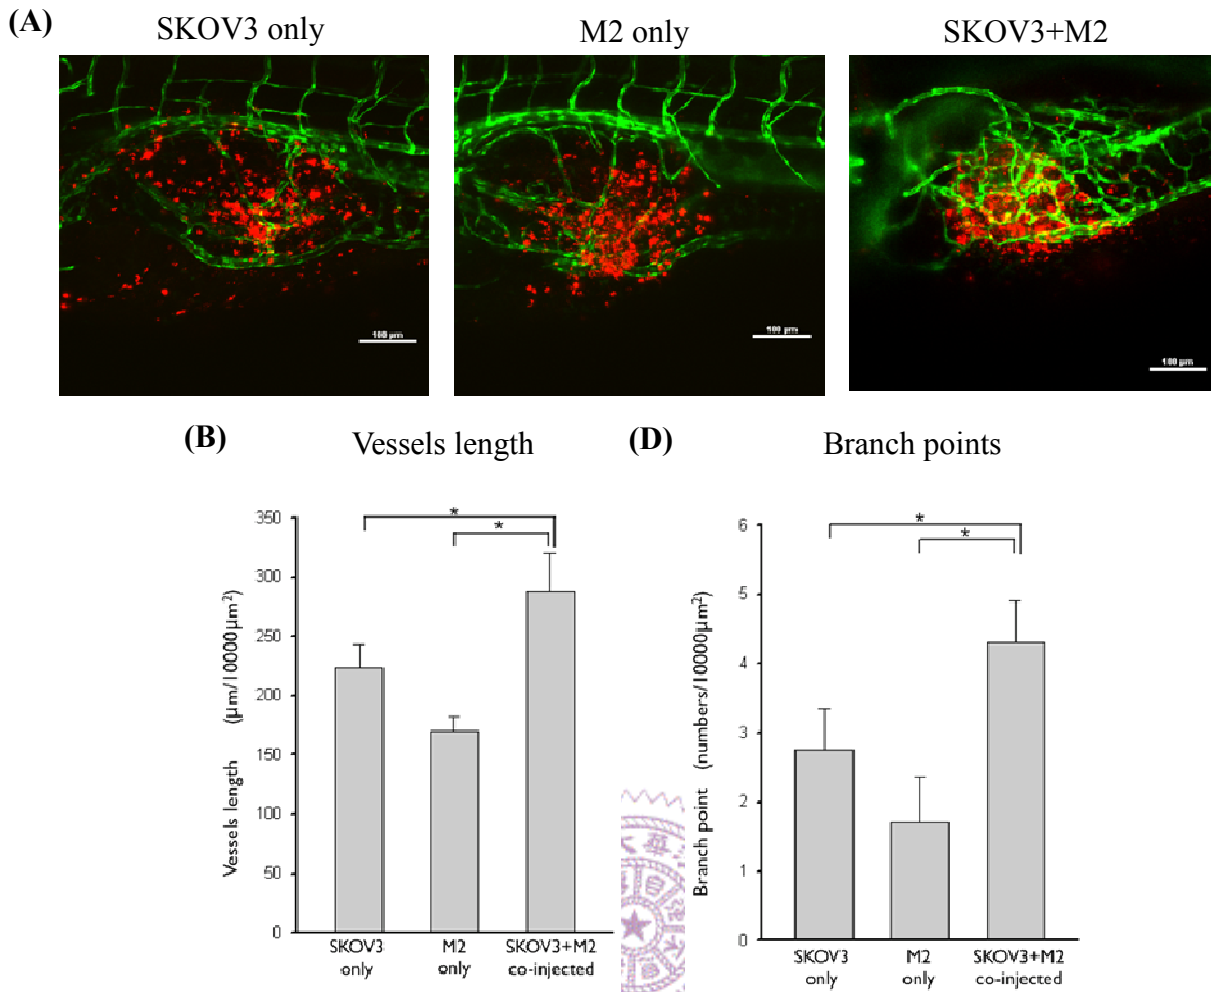 (A)
SKOV3 only
M2 only
SKOV3+M2
100 μm
100 μm
100 μm
(B)
Vessels length
(D)
Branch points
Vessels length (μm/10000μm²)
350
300
250
200
150
100
50
0
*
*
SKOV3
only
M2
only
SKOV3+M2
co-injected
Branch point (numbers/10000μm²)
6
5
4
3
2
1
0
*
*
SKOV3
only
M2
only
SKOV3+M2
co-injected